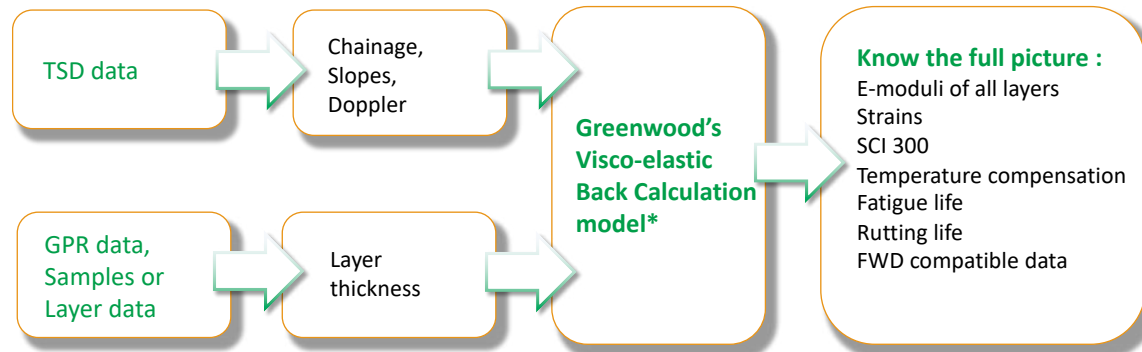 TSD data
Chainage,
Slopes,
Doppler
GPR data,
Samples or
Layer data
Layer
thickness
Greenwood’s
Visco-elastic
Back Calculation
model*
Know the full picture :
E-moduli of all layers
Strains
SCI 300
Temperature compensation
Fatigue life
Rutting life
FWD compatible data